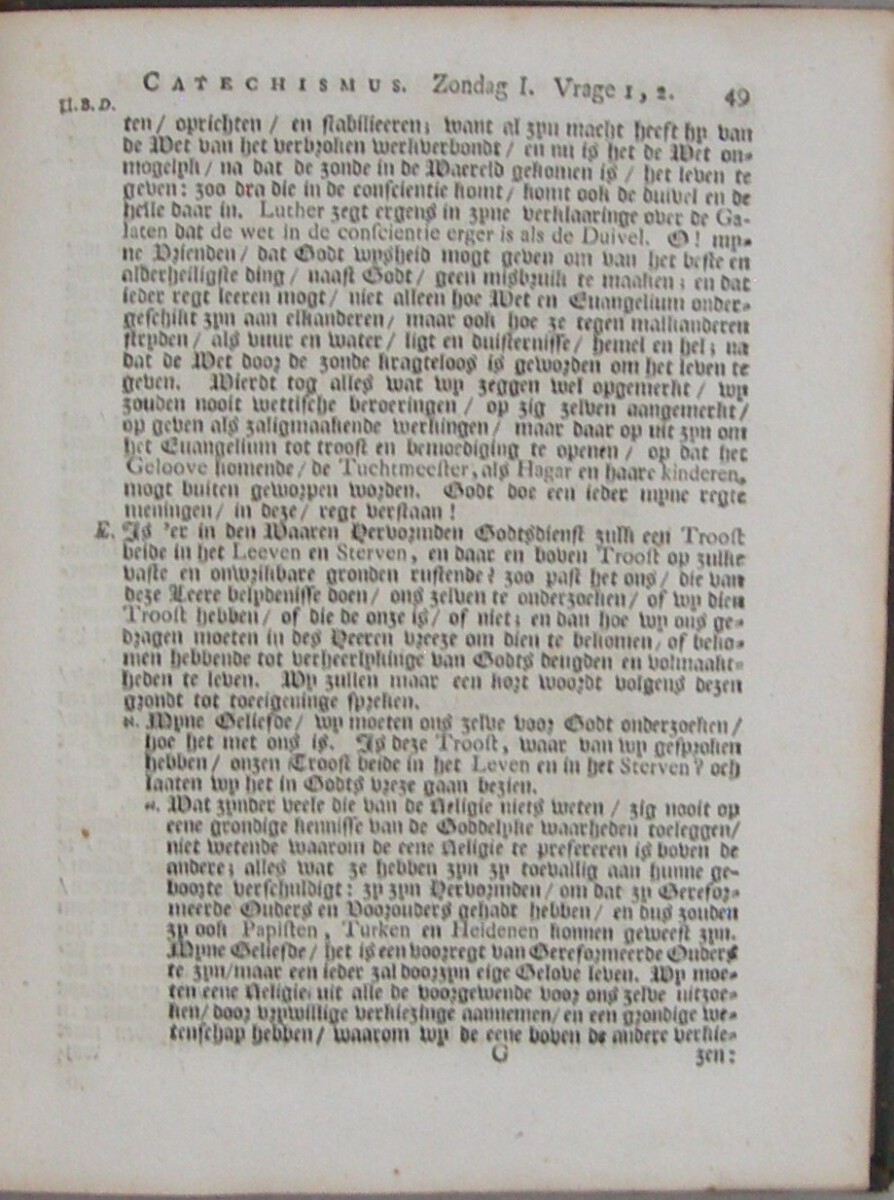 CATECHISMUS. Zondag I. Vrage 1, 2. 49
II.B.D.
ten/ oprichten/ en stabilieeren; want al zyn macht heeft hy van
de Wet van het verbroken werkverbondt/ en nu is het de Wet on-
mogelyk/ na dat de zonde in de Waereld gekomen is/ het leven te
geven: zoo dra die in de conscientie komt/ komt ook de duivel en de
helle daar in. Luther zegt ergens in zyne verklaaringe over de Ga-
laten dat de wet in de conscientie erger is als de Duivel. O! my-
ne Vrienden/ dat Godt wysheid mogt geven om van het beste en
alderheiligste ding/ naast Godt/ geen misbruik te maaken; en dat
ieder regt leeren mogt/ niet alleen hoe Wet en Euangelium onder-
geschikt zyn aan elkanderen/ maar ook hoe ze tegen malkanderen
stryden/ als vuur en water/ ligt en duisternisse/ hemel en hel; na
dat de Wet door de zonde kragteloos is geworden om het leven te
geven. Wierdt tog alles wat wy zeggen wel opgemerkt/ wy
zouden nooit wettische beroeringen/ op zig zelven aangemerkt/
op geven als zaligmaakende werkingen/ maar daar op uit zyn om
het Euangelium tot troost en bemoediging te openen/ op dat het
Geloove komende/ de Tuchtmeester, als Hagar en haare kinderen,
mogt buiten geworpen worden. Godt doe een ieder myne regte
meningen/ in deze/ regt verstaan!
E. Is 'er in den Waaren Hervormden Godtsdienst zulk een Troost
beide in het Leeven en Sterven, en daar en boven Troost op zulke
vaste en onwrikbare gronden rustende? zoo past het ons/ die van
deze Leere belydenisse doen/ ons zelven te onderzoeken/ of wy dien
Troost hebben/ of die de onze is/ of niet; en dan hoe wy ons ge-
dragen moeten in des Heeren vreeze om dien te bekomen/ of beko-
men hebbende tot verheerlykinge van Godts deugden en volmaakt-
heden te leven. Wy zullen maar een kort woordt volgens dezen
grondt tot toeeigeninge spreken.
א. Myne Geliefde/ wy moeten ons zelve voor Godt onderzoeken/
hoe het met ons is. Is deze Troost, waar van wy gesproken
hebben/ onzen Troost beide in het Leven en in het Sterven? och
laaten wy het in Godts vreze gaan bezien.
א. Wat zynder veele die van de Religie niets weten/ zig nooit op
eene grondige kennisse van de Goddelyke waarheden toeleggen/
niet wetende waarom de eene Religie te prefereren is boven de
andere; alles wat ze hebben zyn zy toevallig aan hunne ge-
boorte verschuldigt: zy zyn Hervormden/ om dat zy Gerefor-
meerde Ouders en Voorouders gehadt hebben/ en dus zouden
zy ook Papisten, Turken en Heidenen konnen geweest zyn.
Myne Geliefde/ het is een voorregt van Gereformeerde Ouders
te zyn/ maar een ieder zal door zyn eige Gelove leven. Wy moe-
ten eene Religie uit alle de voorgewende voor ons zelve uitzoe-
ken/ door vrywillige verkiezinge aannemen/ en een grondige we-
tenschap hebben/ waarom wy de eene boven de andere verkie-
G zen: